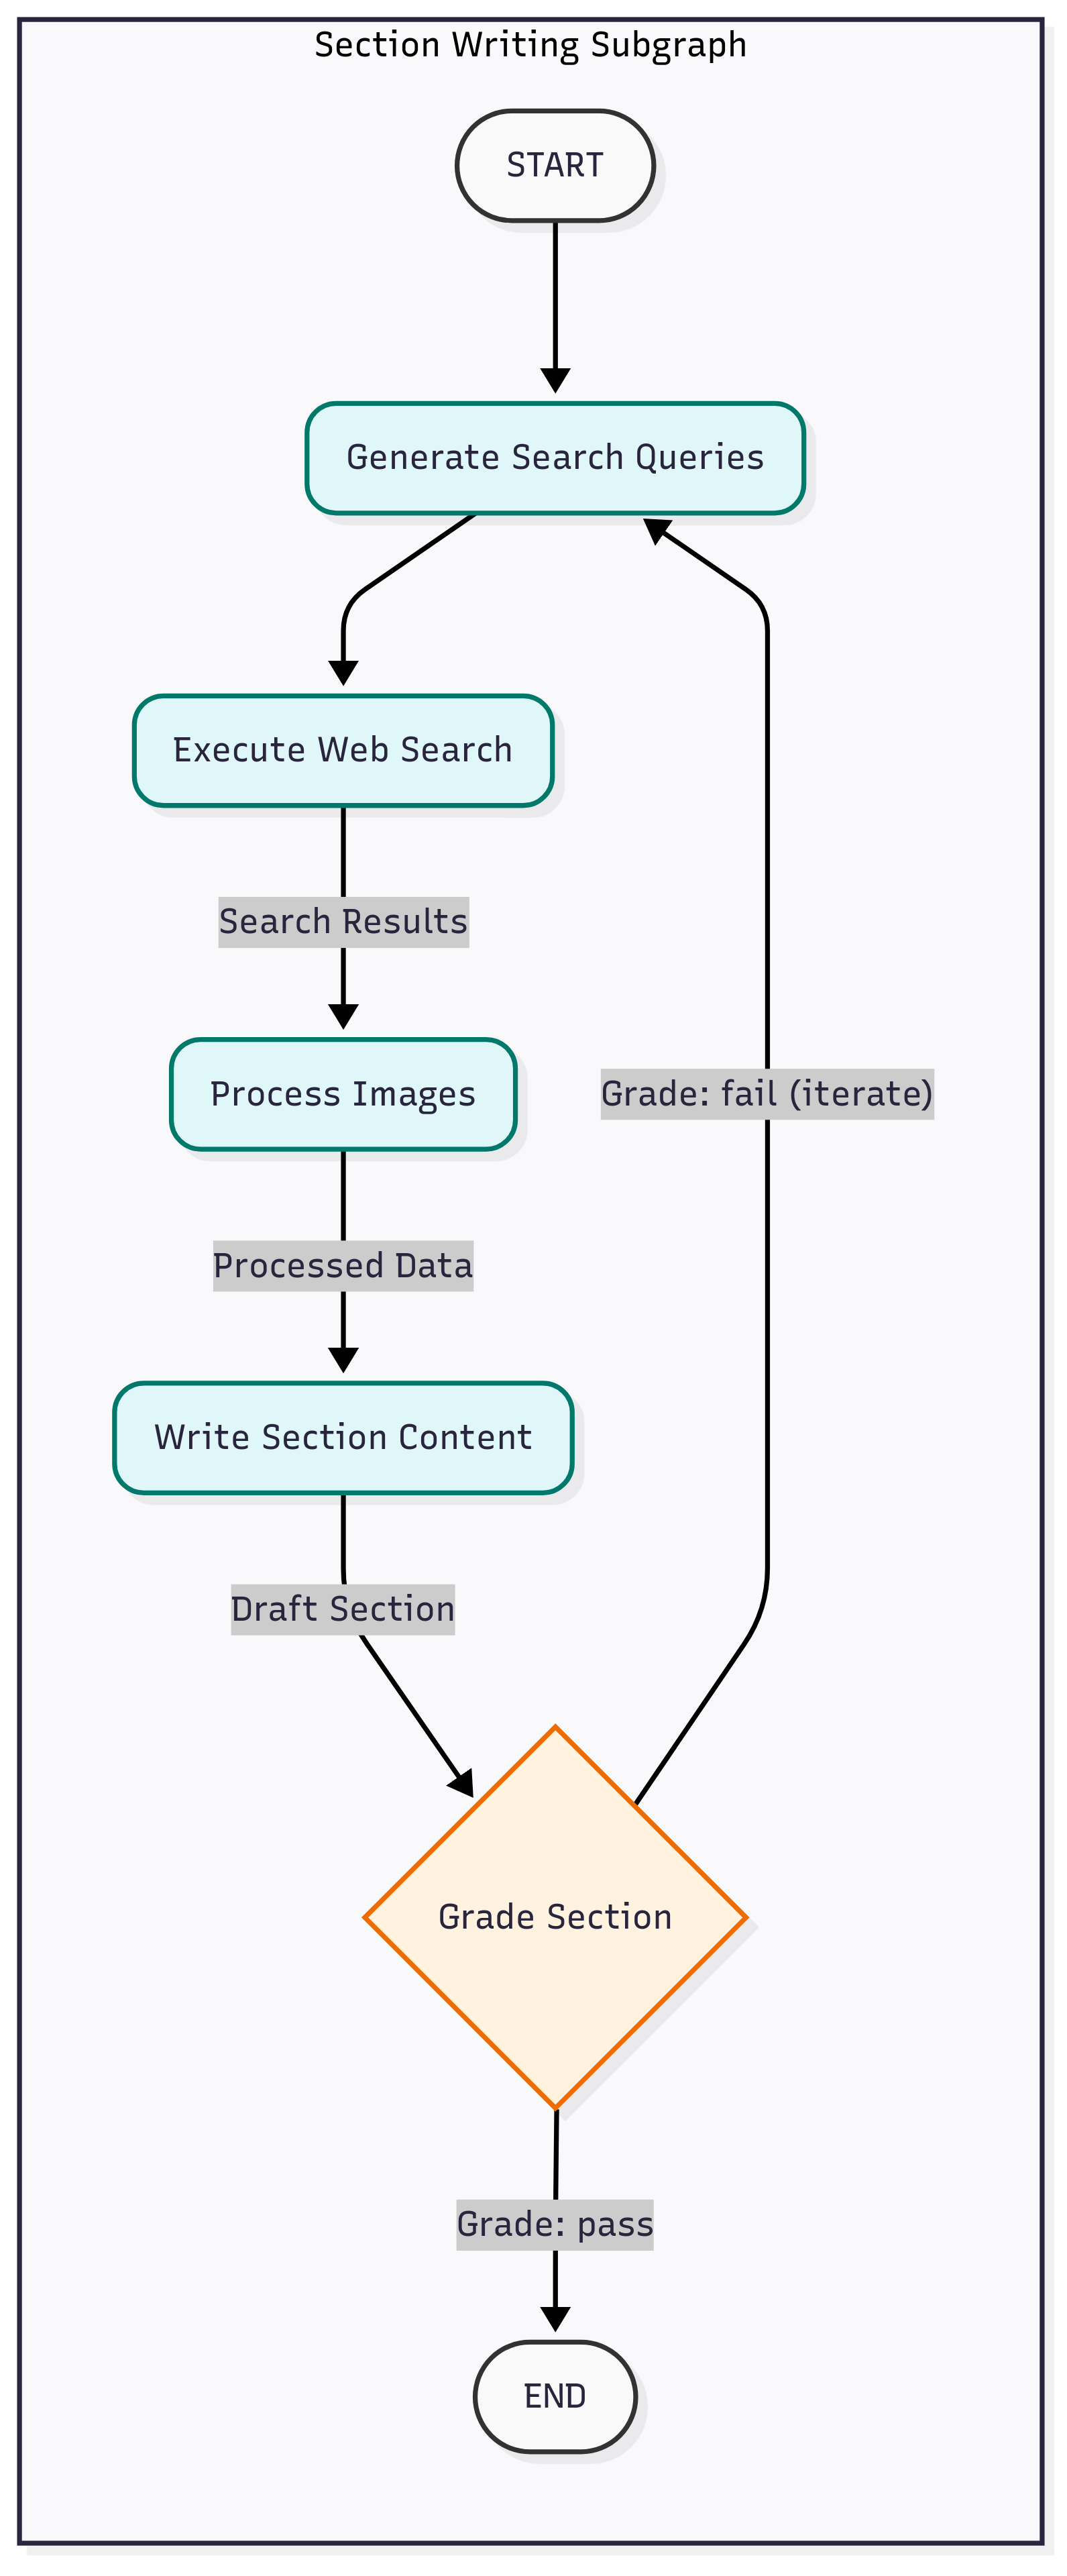 Section Writing Subgraph
START
Generate Search Queries
Execute Web Search
Search Results
Process Images
Grade: fail (iterate)
Processed Data
Write Section Content
Draft Section
Grade Section
Grade: pass
END